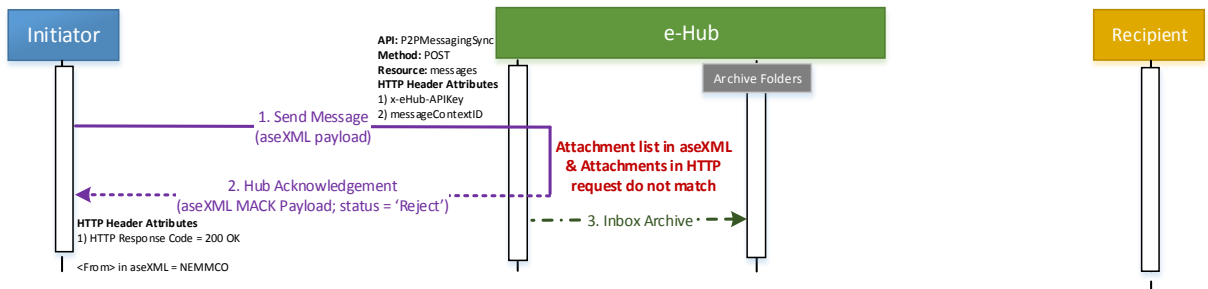 Initiator
e-Hub
Recipient
API: P2PMessagingSync
Method: POST
Resource: messages
HTTP Header Attributes
1) x-eHub-APIKey
2) messageContextID
Archive Folders
1. Send Message
(aseXML payload)
Attachment list in aseXML
& Attachments in HTTP
request do not match
2. Hub Acknowledgement
(aseXML MACK Payload; status = ‘Reject’)
3. Inbox Archive
HTTP Header Attributes
1) HTTP Response Code = 200 OK
<From> in aseXML = NEMMCO